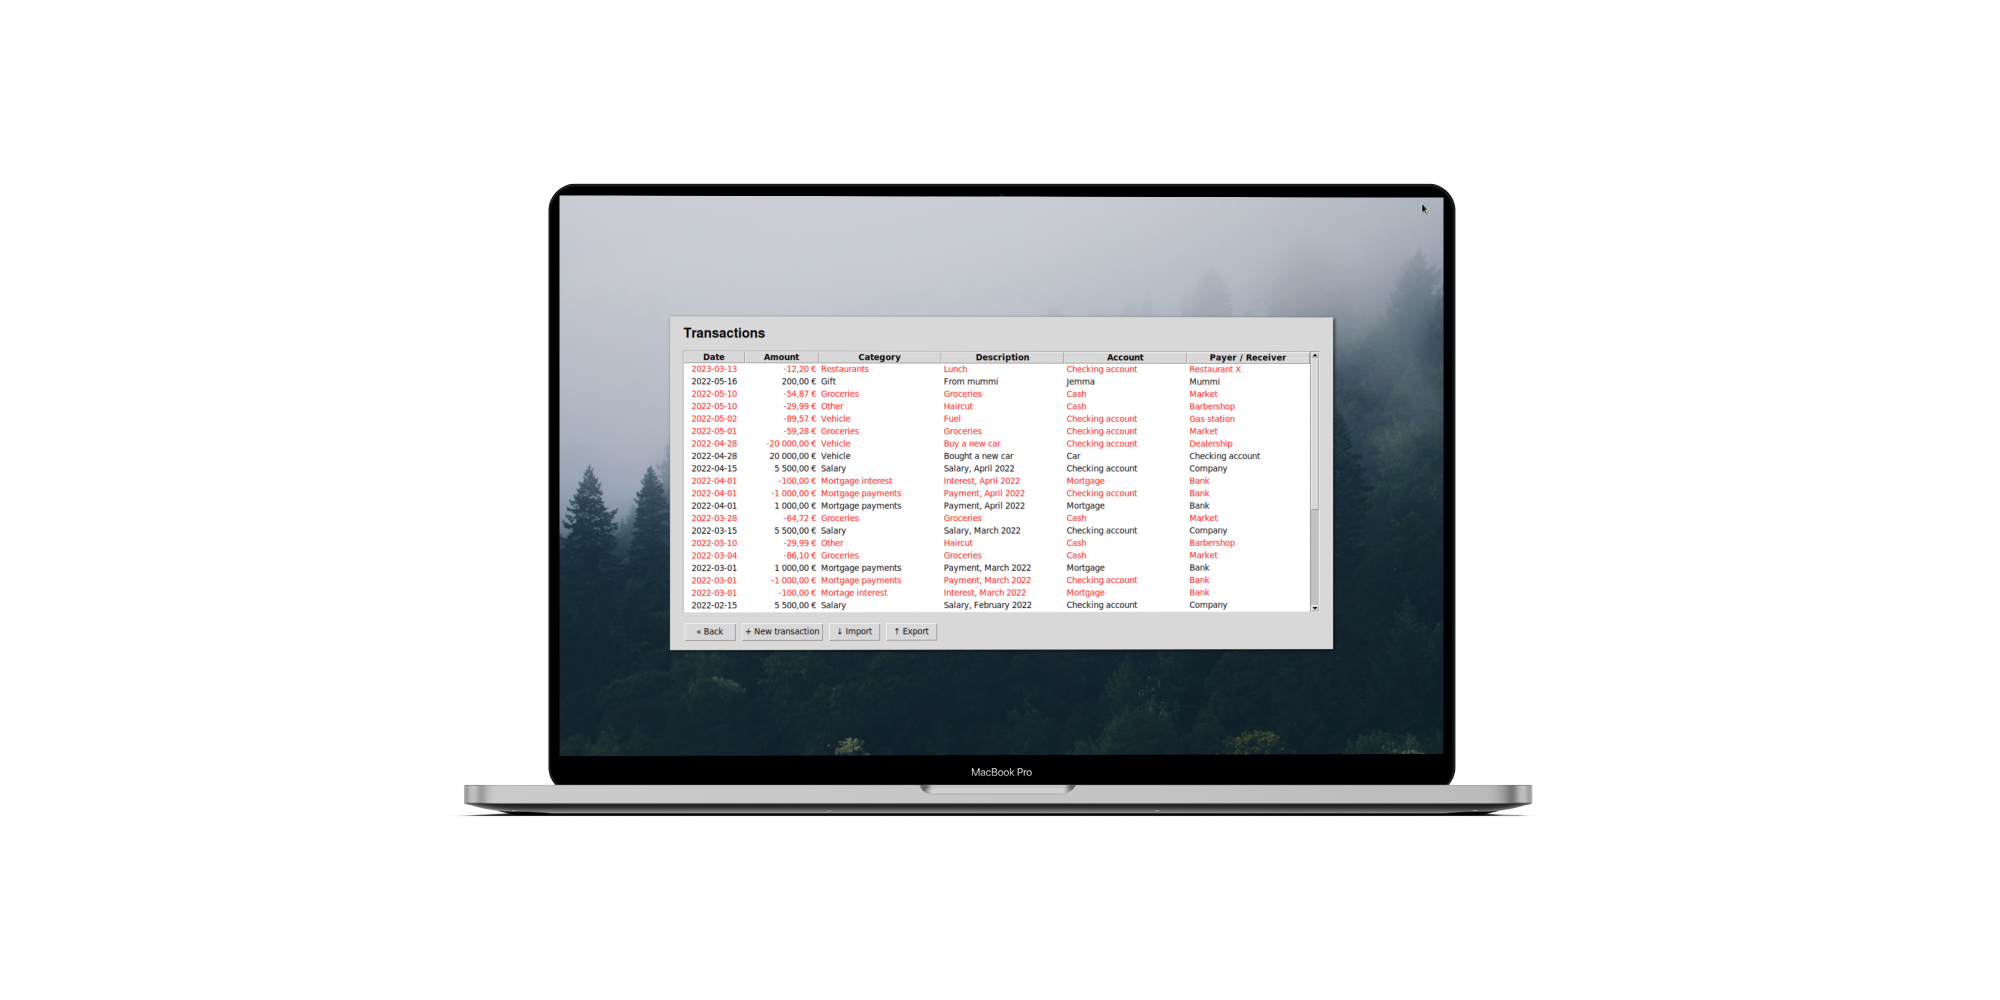 Transactions
Date Amount Category Description Account Payer / Receiver
2023-03-13 -12,20 € Restaurants Lunch Checking account Restaurant X
2022-05-16 200,00 € Gift From mummi Jemma Mummi
2022-05-10 -54,87 € Groceries Groceries Cash Market
2022-05-10 -29,99 € Other Haircut Cash Barbershop
2022-05-02 -89,57 € Vehicle Fuel Checking account Gas station
2022-05-01 -59,28 € Groceries Groceries Checking account Market
2022-04-28 -20 000,00 € Vehicle Buy a new car Checking account Dealership
2022-04-28 20 000,00 € Vehicle Bought a new car Car Checking account
2022-04-15 5 500,00 € Salary Salary, April 2022 Checking account Company
2022-04-01 -100,00 € Mortgage interest Interest, April 2022 Mortgage Bank
2022-04-01 -1 000,00 € Mortgage payments Payment, April 2022 Checking account Bank
2022-04-01 1 000,00 € Mortgage payments Payment, April 2022 Mortgage Bank
2022-03-28 -64,72 € Groceries Groceries Cash Market
2022-03-15 5 500,00 € Salary Salary, March 2022 Checking account Company
2022-03-10 -29,99 € Other Haircut Cash Barbershop
2022-03-04 -86,10 € Groceries Groceries Cash Market
2022-03-01 1 000,00 € Mortgage payments Payment, March 2022 Mortgage Bank
2022-03-01 -1 000,00 € Mortgage payments Payment, March 2022 Checking account Bank
2022-03-01 -100,00 € Mortage interest Interest, March 2022 Mortgage Bank
2022-02-15 5 500,00 € Salary Salary, February 2022 Checking account Company
« Back + New transaction ↓ Import ↑ Export
MacBook Pro